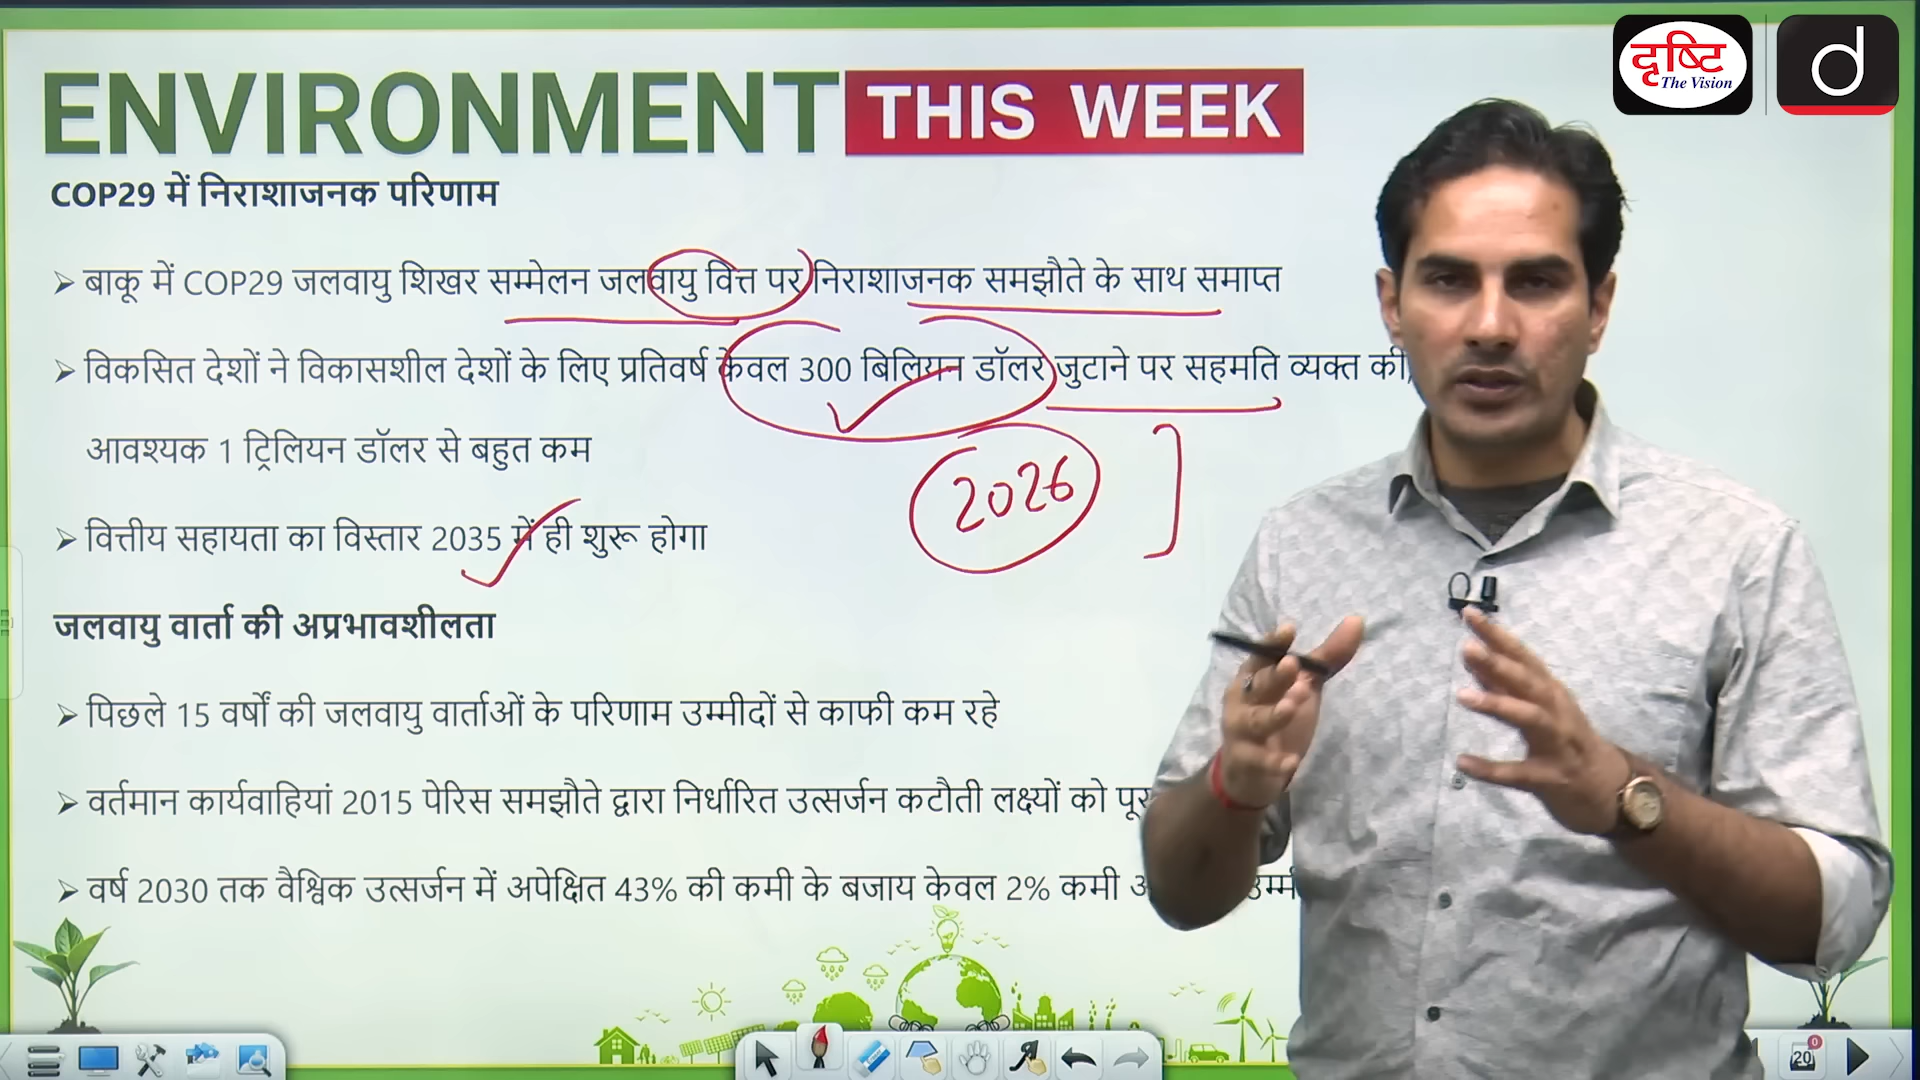 दृष्टि
The Vision
d
ENVIRONMENT THIS WEEK
COP29 में निराशाजनक परिणाम
➢ बाकू में COP29 जलवायु शिखर सम्मेलन जलवायु वित्त पर निराशाजनक समझौते के साथ समाप्त
➢ विकसित देशों ने विकासशील देशों के लिए प्रतिवर्ष केवल 300 बिलियन डॉलर जुटाने पर सहमति व्यक्त की,
आवश्यक 1 ट्रिलियन डॉलर से बहुत कम
2026
➢ वित्तीय सहायता का विस्तार 2035 में ही शुरू होगा
जलवायु वार्ता की अप्रभावशीलता
➢ पिछले 15 वर्षों की जलवायु वार्ताओं के परिणाम उम्मीदों से काफी कम रहे
➢ वर्तमान कार्यवाहियां 2015 पेरिस समझौते द्वारा निर्धारित उत्सर्जन कटौती लक्ष्यों को
➢ वर्ष 2030 तक वैश्विक उत्सर्जन में अपेक्षित 43% की कमी के बजाय केवल 2% कमी
20
0